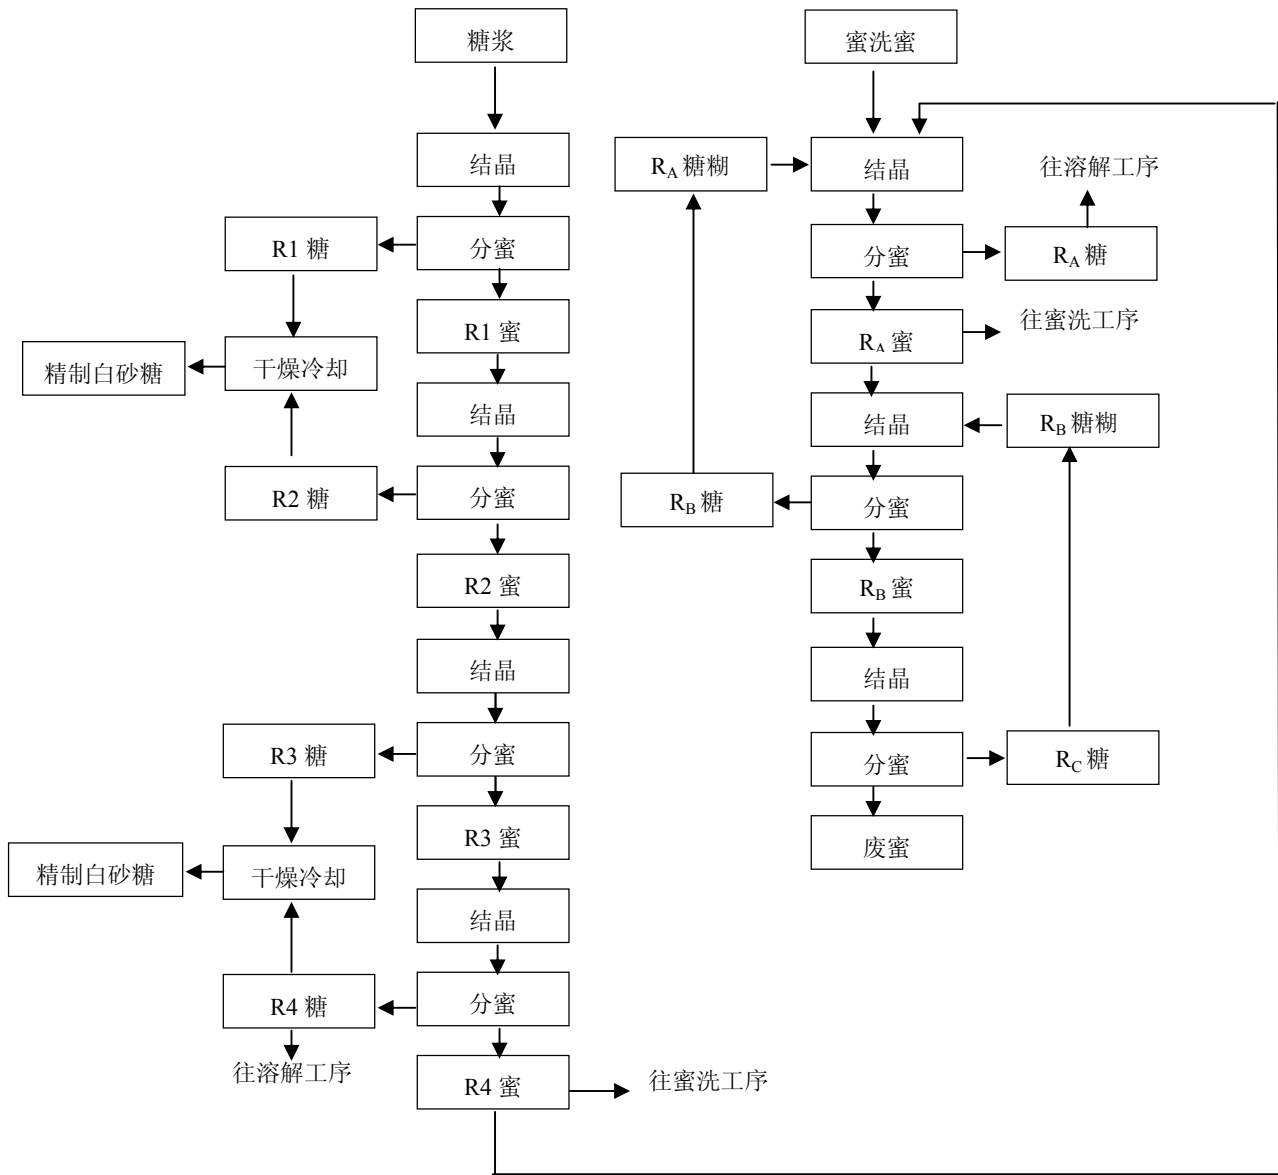 糖浆
结晶
分蜜
R1 糖
R1 蜜
干燥冷却
精制白砂糖
结晶
分蜜
R2 糖
R2 蜜
结晶
分蜜
R3 糖
R3 蜜
干燥冷却
精制白砂糖
结晶
分蜜
R4 糖
往溶解工序
R4 蜜
往蜜洗工序
蜜洗蜜
RA 糖糊
结晶
往溶解工序
分蜜
RA 糖
RA 蜜
往蜜洗工序
结晶
RB 糖糊
分蜜
RB 糖
RB 蜜
结晶
分蜜
RC 糖
废蜜